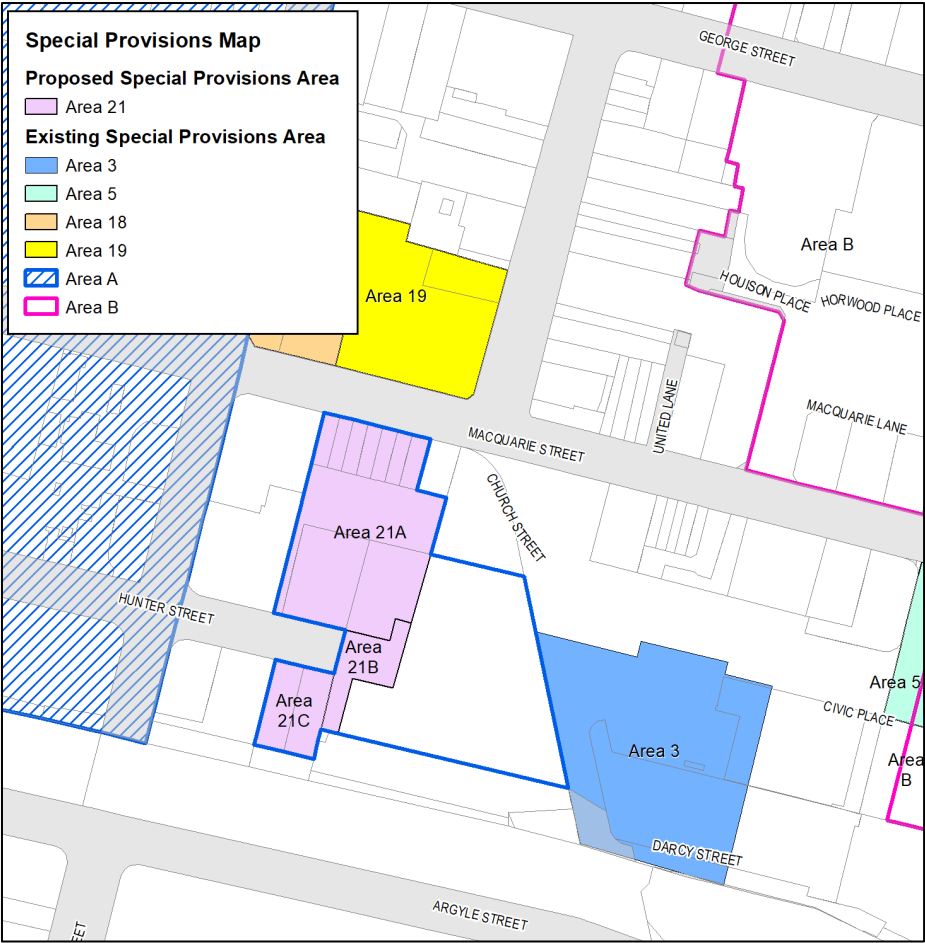 Special Provisions Map
Proposed Special Provisions Area
Area 21
Existing Special Provisions Area
Area 3
Area 5
Area 18
Area 19
Area A
Area B
GEORGE STREET
Area B
HOUISON PLACE
HORWOOD PLACE
Area 19
UNITED LANE
MACQUARIE LANE
MACQUARIE STREET
CHURCH STREET
Area 21A
HUNTER STREET
Area
21B
Area
21C
Area 5
CIVIC PLACE
Area 3
Area
B
DARCY STREET
ARGYLE STREET
EET